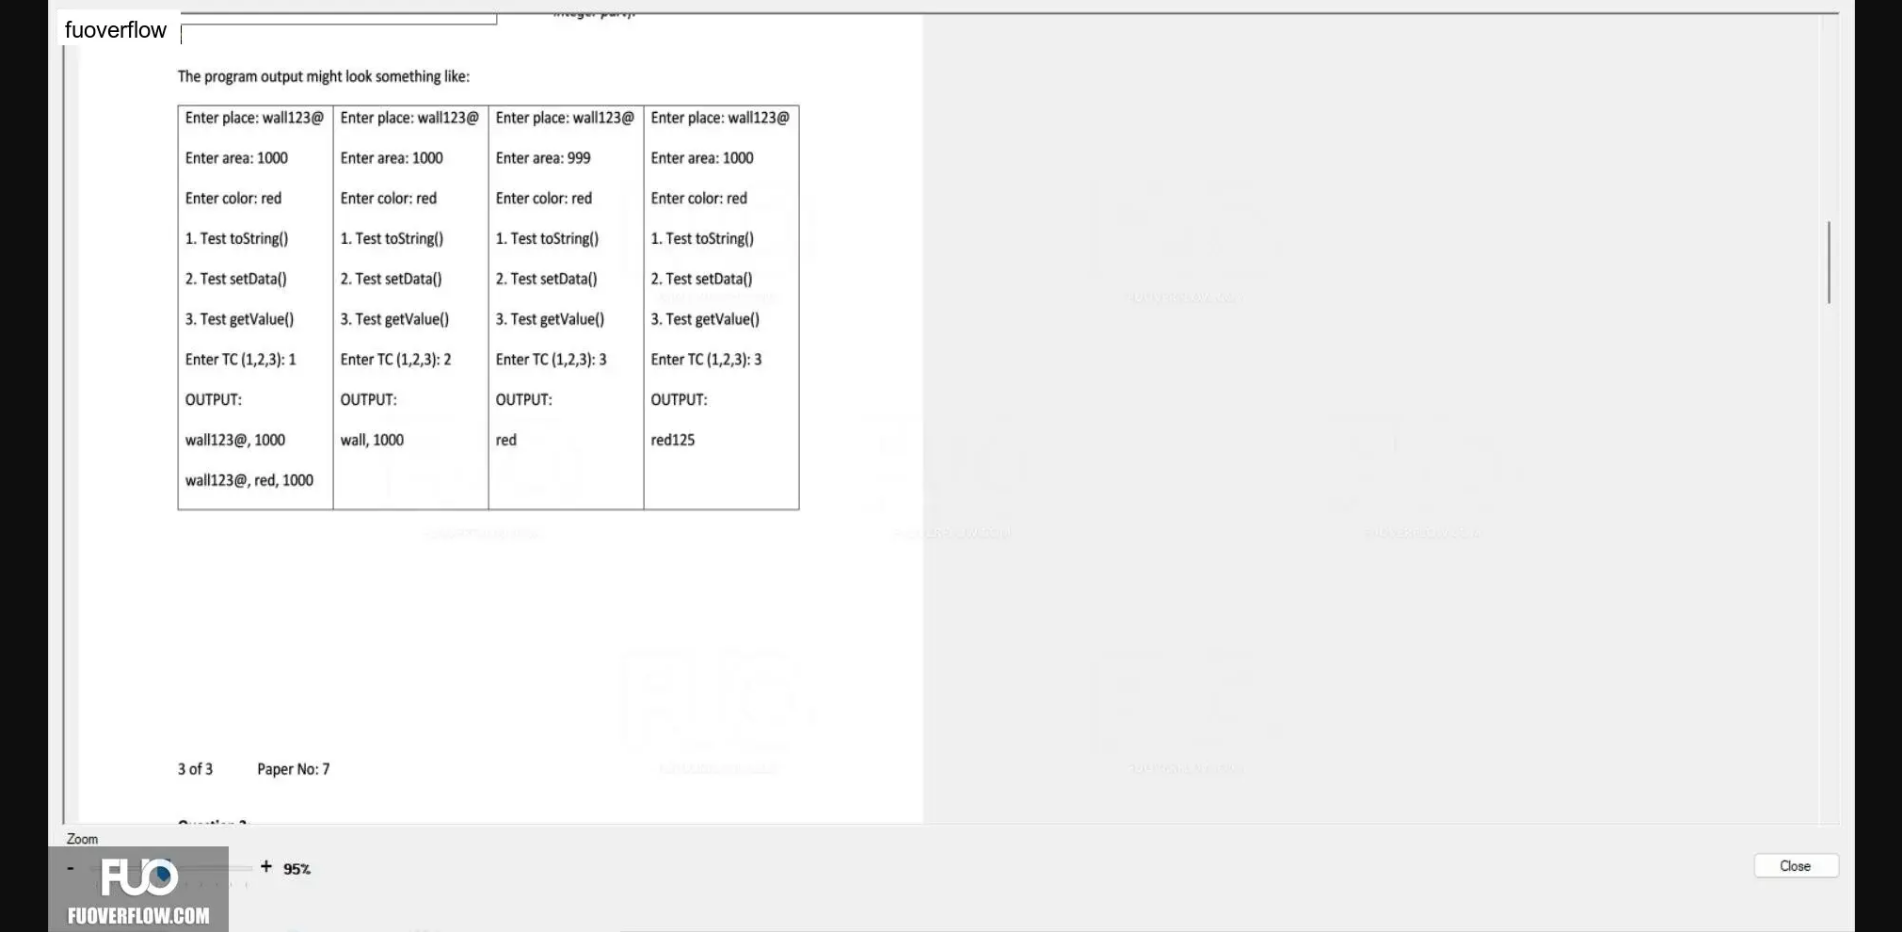 fuoverflow
The program output might look something like:
Enter place: wall123@ Enter place: wall123@ Enter place: wall123@ Enter place: wall123@
Enter area: 1000 Enter area: 1000 Enter area: 999 Enter area: 1000
Enter color: red Enter color: red Enter color: red Enter color: red
1. Test toString() 1. Test toString() 1. Test toString() 1. Test toString()
2. Test setData() 2. Test setData() 2. Test setData() 2. Test setData()
3. Test getValue() 3. Test getValue() 3. Test getValue() 3. Test getValue()
Enter TC (1,2,3): 1 Enter TC (1,2,3): 2 Enter TC (1,2,3): 3 Enter TC (1,2,3): 3
OUTPUT: OUTPUT: OUTPUT: OUTPUT:
wall123@, 1000 wall, 1000 red red125
wall123@, red, 1000
3 of 3 Paper No: 7
Zoom
- + 95%
Close
FUO
FUOVERFLOW.COM